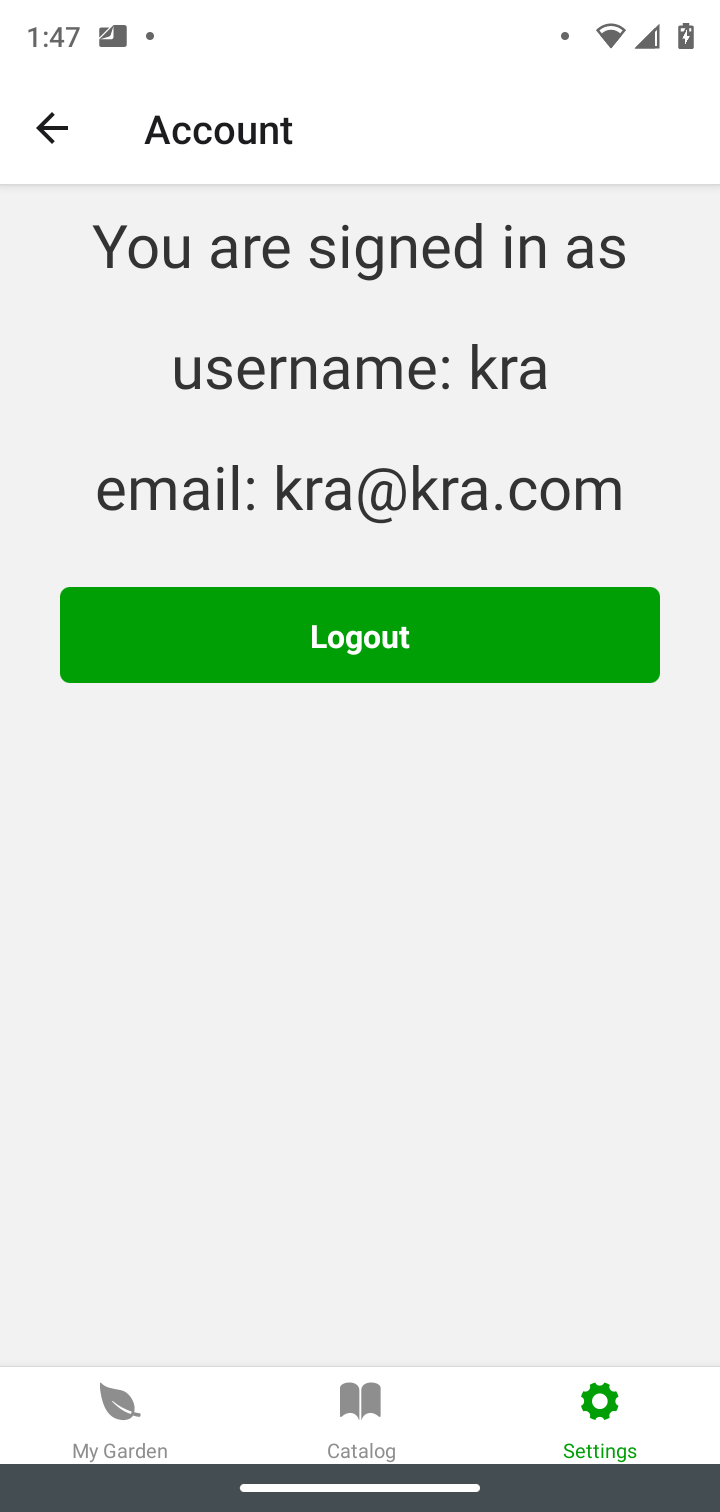 1:47
Account
You are signed in as
username: kra
email: kra@kra.com
Logout
My Garden
Catalog
Settings